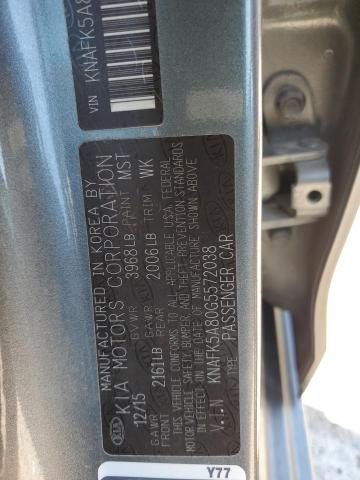 VIN KNAFK5A8
MANUFACTURED IN KOREA BY
KIA MOTORS CORPORATION
KIA
12/15 GVWR 3968LB PAINT MST
GAWR FRONT 2161LB GAWR REAR 2006LB TRIM WK
THIS VEHICLE CONFORMS TO ALL APPLICABLE U.S.A. FEDERAL
MOTOR VEHICLE SAFETY, BUMPER, AND THEFT PREVENTION STANDARDS
IN EFFECT ON THE DATE OF MANUFACTURE SHOWN ABOVE.
V.I.N KNAFK5A80G5572038
TYPE PASSENGER CAR
Y77